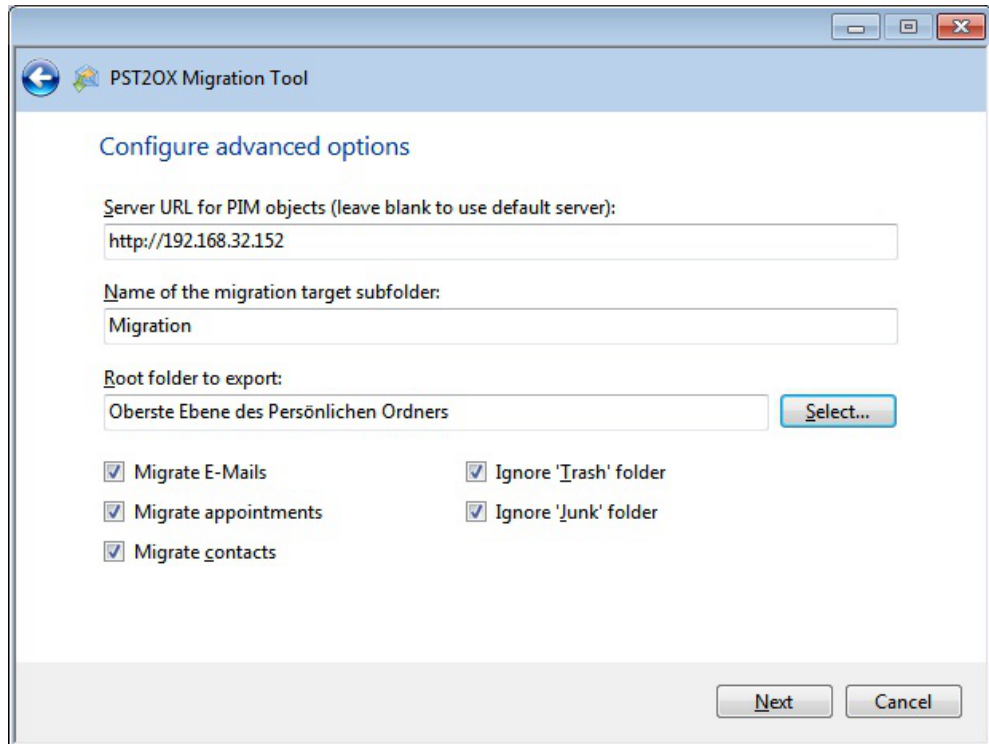 PST2OX Migration Tool
Configure advanced options
Server URL for PIM objects (leave blank to use default server):
http://192.168.32.152
Name of the migration target subfolder:
Migration
Root folder to export:
Oberste Ebene des Persönlichen Ordners
Select...
Migrate E-Mails
Ignore 'Trash' folder
Migrate appointments
Ignore 'Junk' folder
Migrate contacts
Next
Cancel